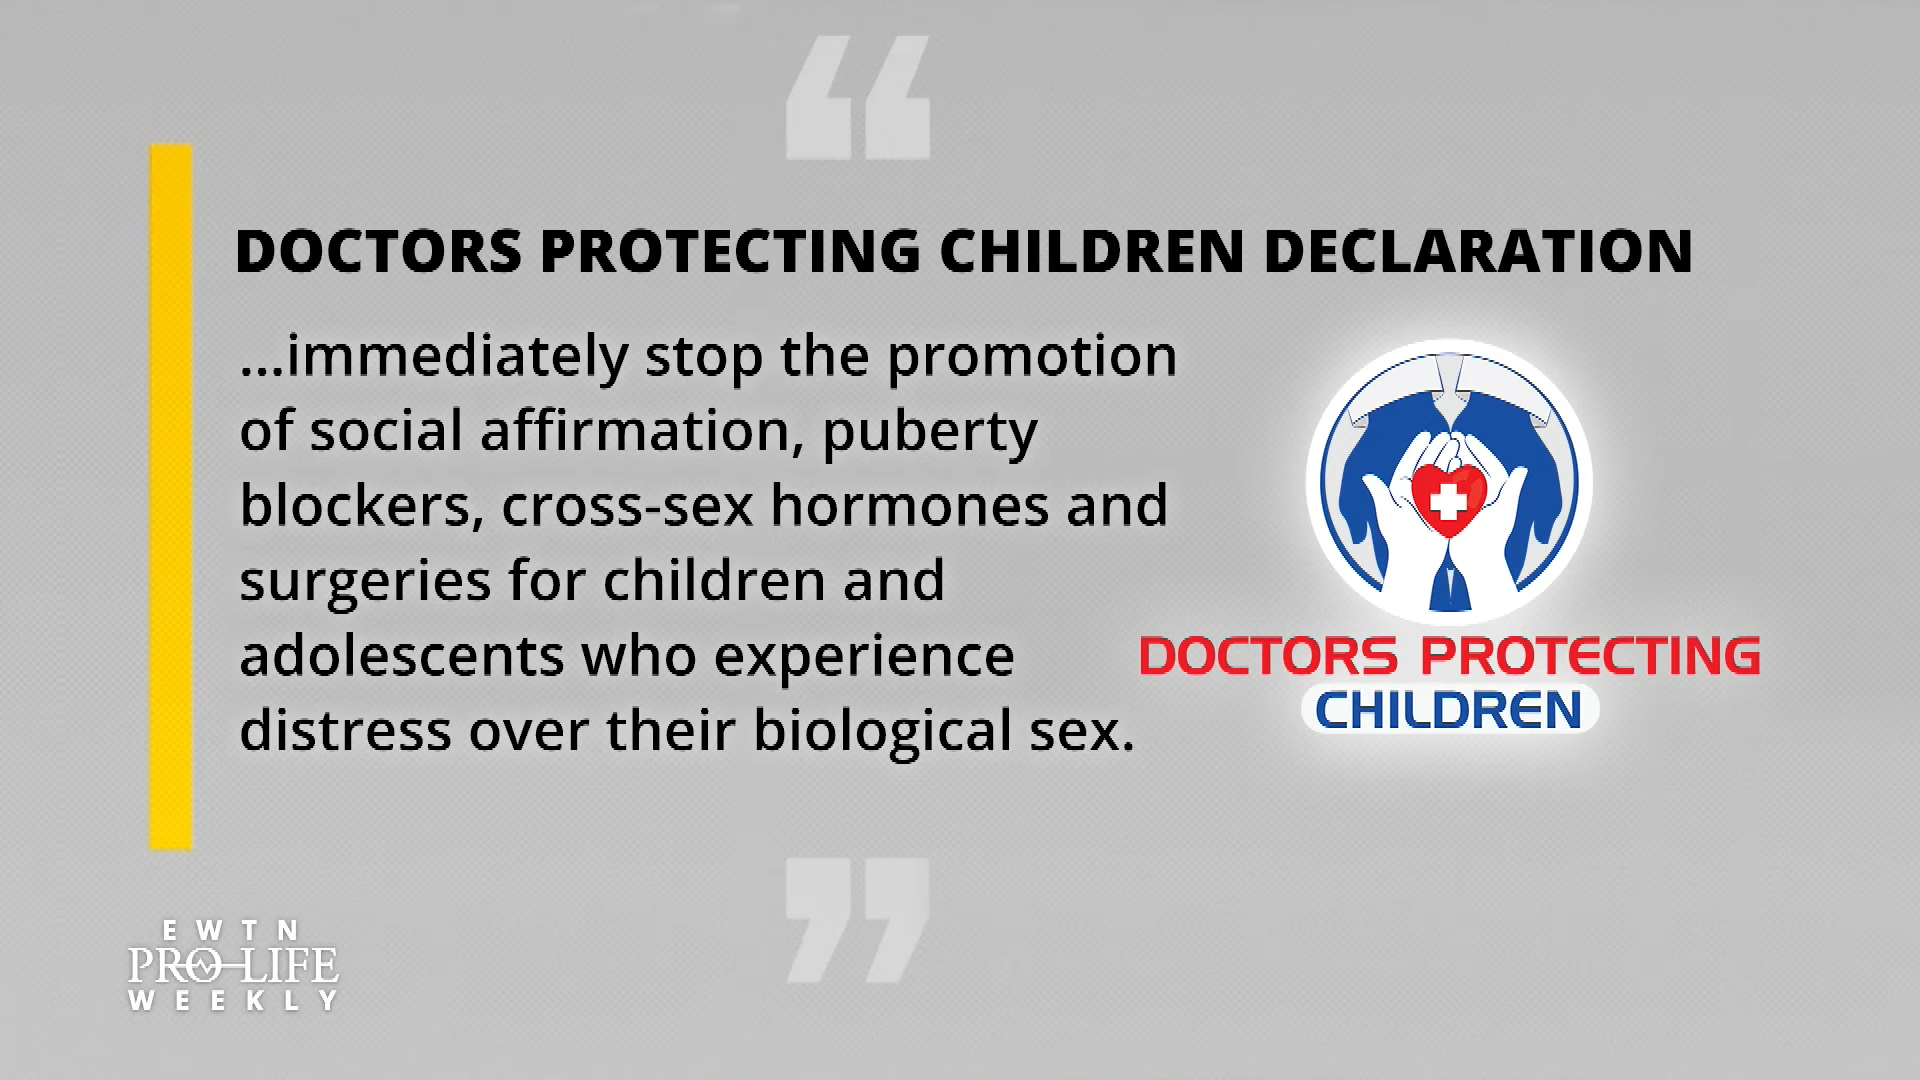 “
DOCTORS PROTECTING CHILDREN DECLARATION
...immediately stop the promotion
of social affirmation, puberty
blockers, cross-sex hormones and
surgeries for children and
adolescents who experience
distress over their biological sex.
”
DOCTORS PROTECTING
CHILDREN
EWTN
PRO-LIFE
WEEKLY